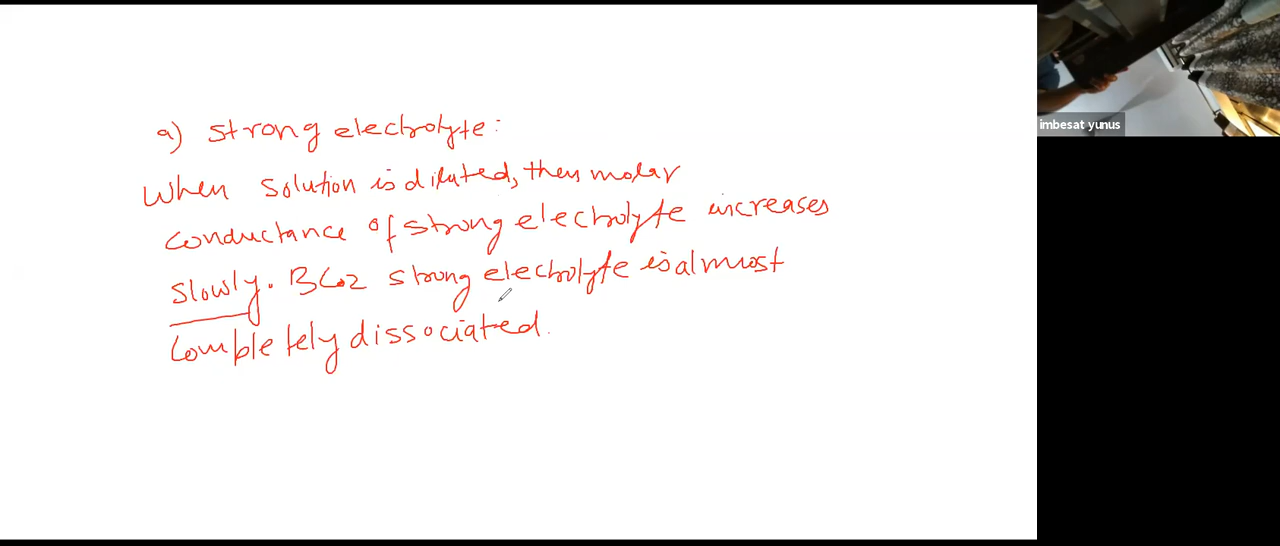 a) strong electrolyte:
When solution is diluted, then molar
conductance of strong electrolyte increases
slowly. BCoz strong electrolyte is almost
completely dissociated.
imbesat yunus